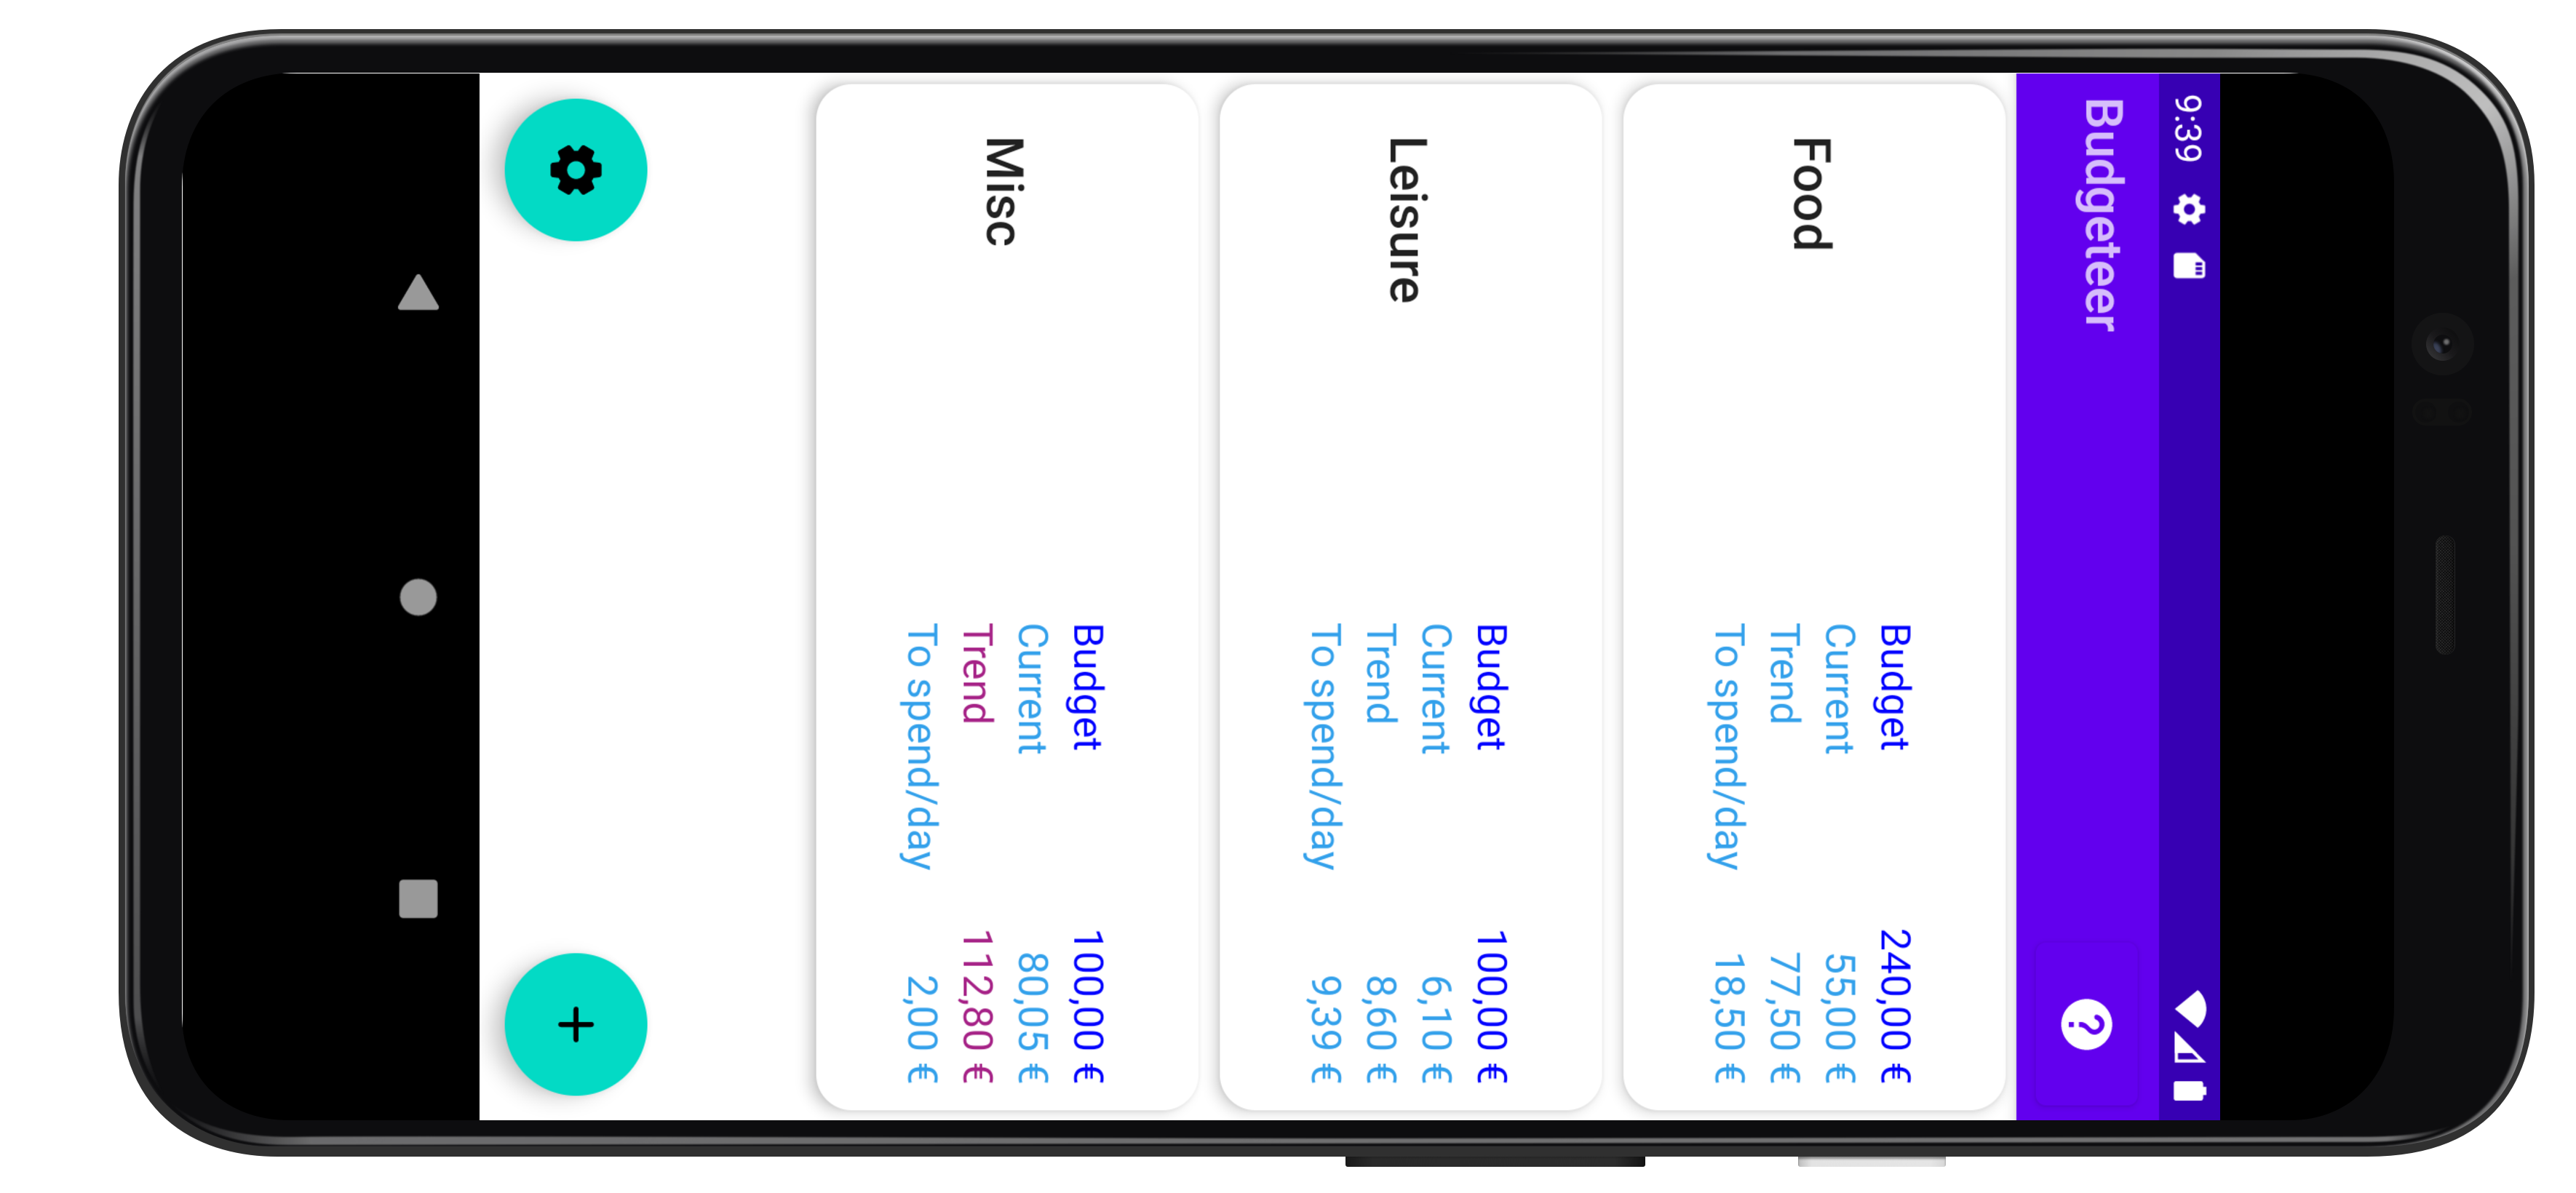 9:39
Budgeteer
?
Food
Budget 240,00 €
Current 55,00 €
Trend 77,50 €
To spend/day 18,50 €
Leisure
Budget 100,00 €
Current 6,10 €
Trend 8,60 €
To spend/day 9,39 €
Misc
Budget 100,00 €
Current 80,05 €
Trend 112,80 €
To spend/day 2,00 €
+